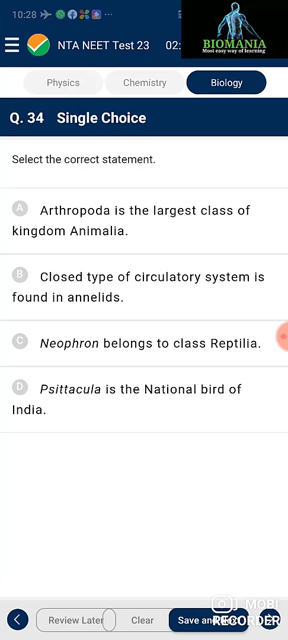 10:28
NTA NEET Test 23
02:
BIOMANIA
Most easy way of learning
Physics
Chemistry
Biology
Q. 34 Single Choice
Select the correct statement.
A Arthropoda is the largest class of
kingdom Animalia.
B Closed type of circulatory system is
found in annelids.
C Neophron belongs to class Reptilia.
D Psittacula is the National bird of
India.
Review Later
Clear
Save and
MOBI
RECORDER